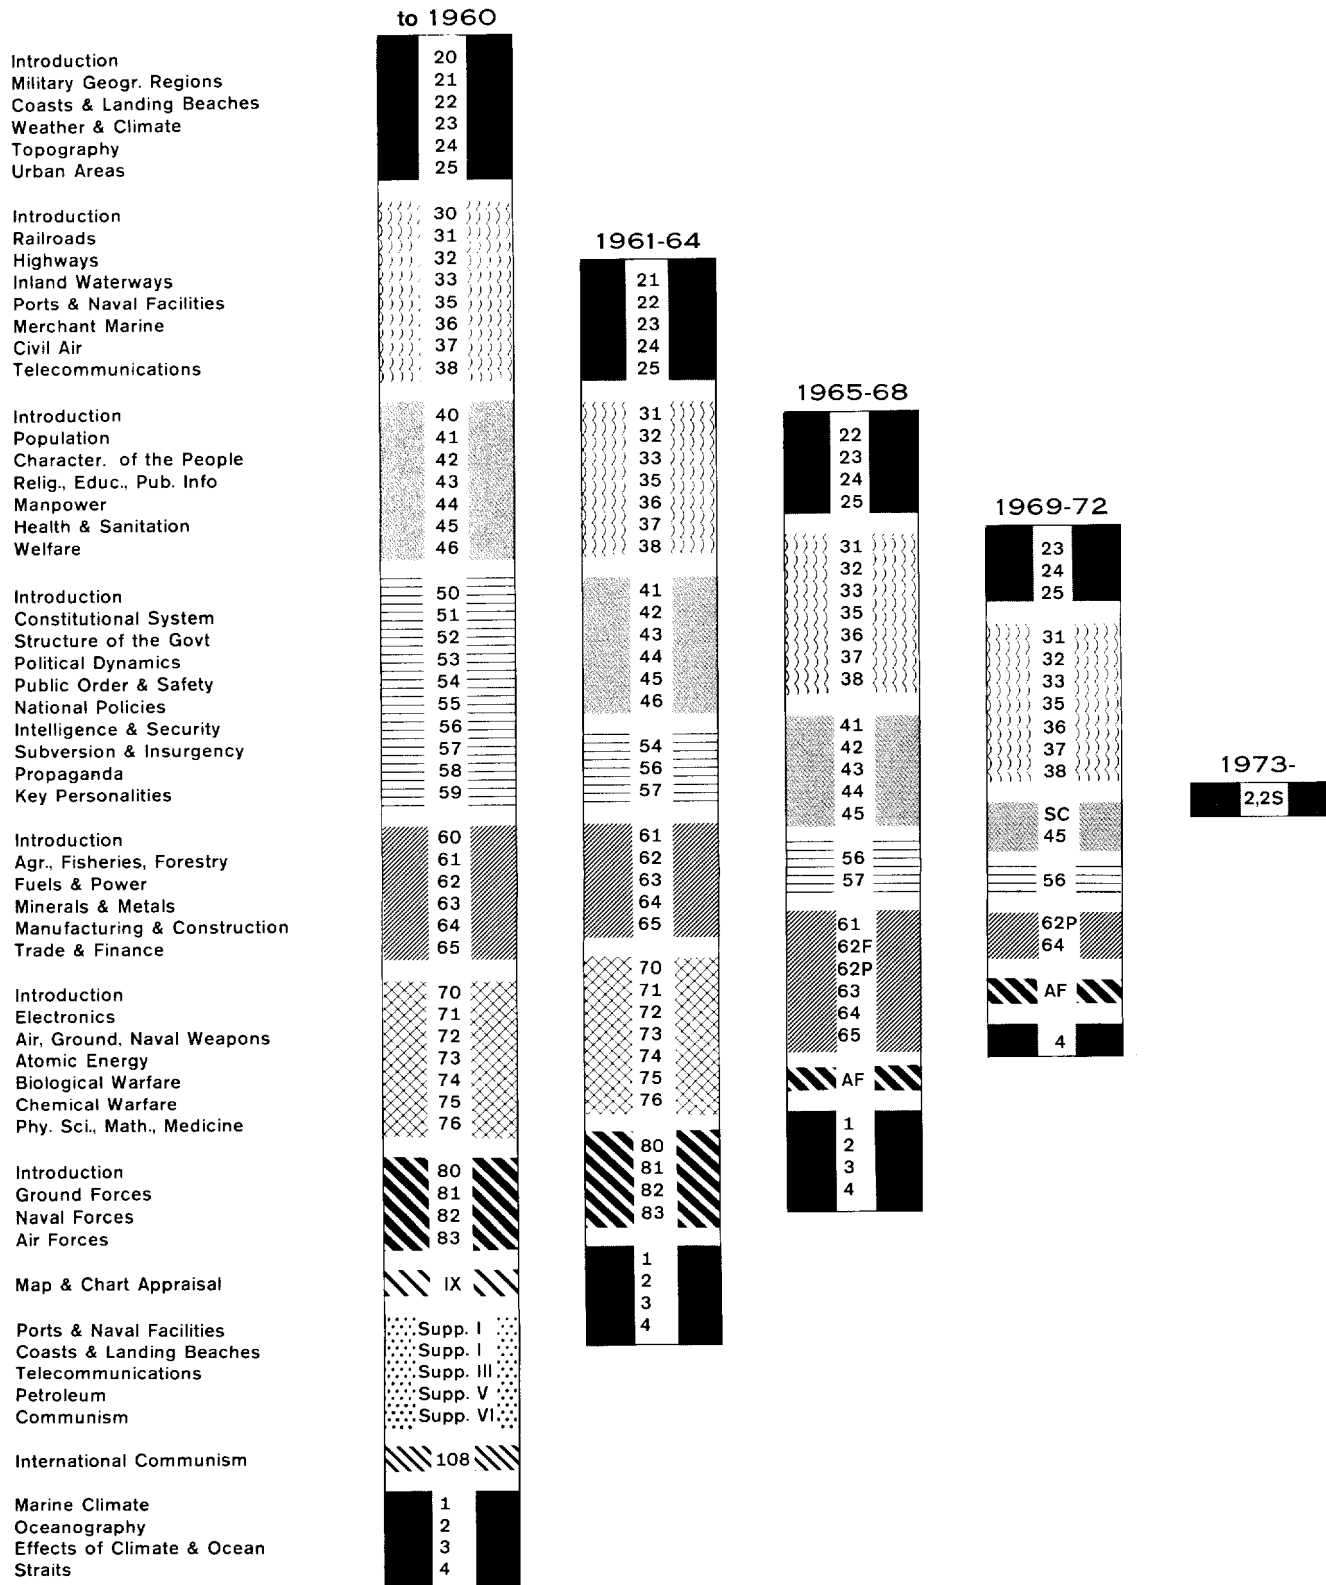 to 1960
Introduction 20
Military Geogr. Regions 21
Coasts & Landing Beaches 22
Weather & Climate 23
Topography 24
Urban Areas 25
Introduction 30
Railroads 31
Highways 32
Inland Waterways 33
Ports & Naval Facilities 35
Merchant Marine 36
Civil Air 37
Telecommunications 38
Introduction 40
Population 41
Character. of the People 42
Relig., Educ., Pub. Info 43
Manpower 44
Health & Sanitation 45
Welfare 46
Introduction 50
Constitutional System 51
Structure of the Govt 52
Political Dynamics 53
Public Order & Safety 54
National Policies 55
Intelligence & Security 56
Subversion & Insurgency 57
Propaganda 58
Key Personalities 59
Introduction 60
Agr., Fisheries, Forestry 61
Fuels & Power 62
Minerals & Metals 63
Manufacturing & Construction 64
Trade & Finance 65
Introduction 70
Electronics 71
Air, Ground, Naval Weapons 72
Atomic Energy 73
Biological Warfare 74
Chemical Warfare 75
Phy. Sci., Math., Medicine 76
Introduction 80
Ground Forces 81
Naval Forces 82
Air Forces 83
Map & Chart Appraisal IX
Ports & Naval Facilities Supp. I
Coasts & Landing Beaches Supp. I
Telecommunications Supp. III
Petroleum Supp. V
Communism Supp. VI
International Communism 108
Marine Climate 1
Oceanography 2
Effects of Climate & Ocean 3
Straits 4
1961-64
21
22
23
24
25
31
32
33
35
36
37
38
41
42
43
44
45
46
54
56
57
61
62
63
64
65
70
71
72
73
74
75
76
80
81
82
83
1
2
3
4
1965-68
22
23
24
25
31
32
33
35
36
37
38
41
42
43
44
45
56
57
61
62F
62P
63
64
65
AF
1
2
3
4
1969-72
23
24
25
31
32
33
35
36
37
38
SC
45
56
62P
64
AF
4
1973-
2,2S